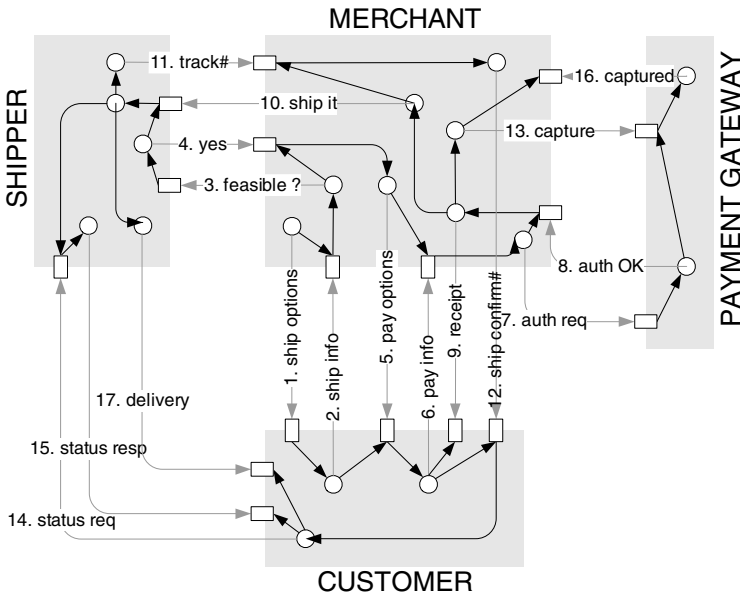 MERCHANT
SHIPPER
PAYMENT GATEWAY
11. track#
16. captured
10. ship it
13. capture
4. yes
3. feasible ?
8. auth OK
7. auth req
1. ship options
2. ship info
5. pay options
6. pay info
9. receipt
12. ship confirm#
17. delivery
15. status resp
14. status req
CUSTOMER